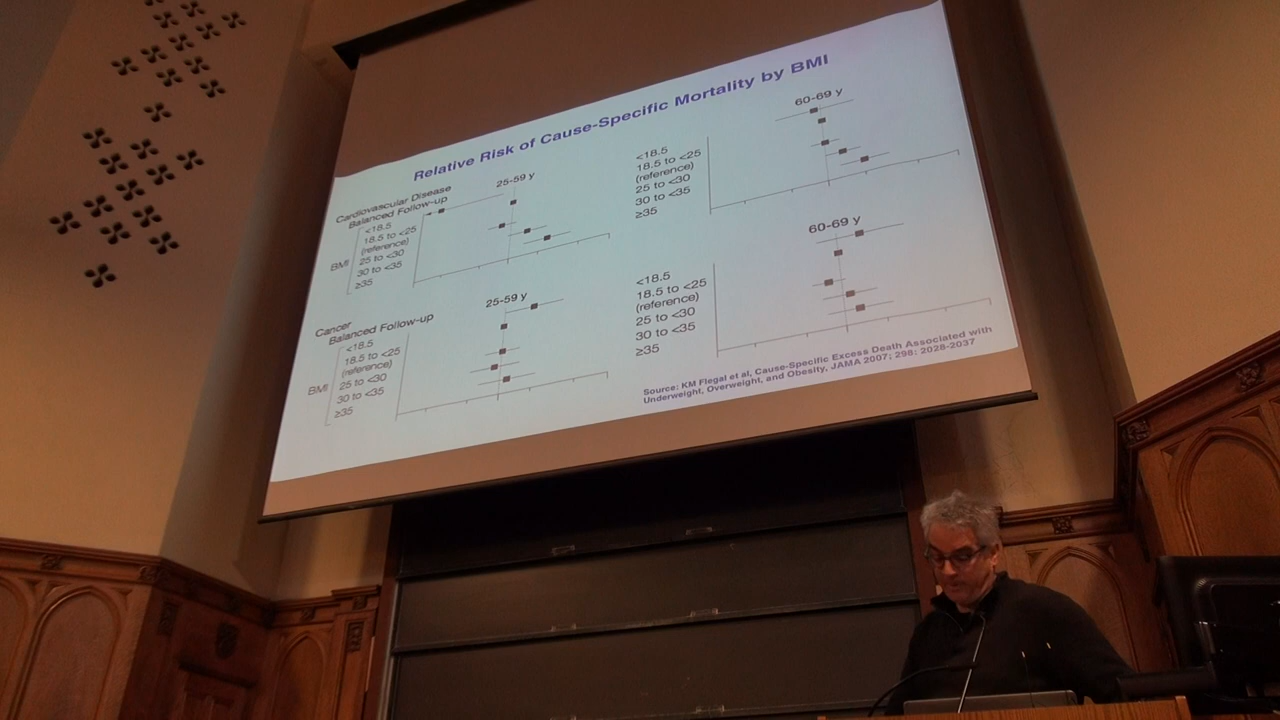 Relative Risk of Cause-Specific Mortality by BMI
Cardiovascular Disease
Balanced Follow-up
25-59 y
BMI
<18.5
18.5 to <25
(reference)
25 to <30
30 to <35
≥35
60-69 y
<18.5
18.5 to <25
(reference)
25 to <30
30 to <35
≥35
Cancer
Balanced Follow-up
25-59 y
BMI
<18.5
18.5 to <25
(reference)
25 to <30
30 to <35
≥35
60-69 y
<18.5
18.5 to <25
(reference)
25 to <30
30 to <35
≥35
Source: KM Flegal et al, Cause-Specific Excess Death Associated with
Underweight, Overweight, and Obesity, JAMA 2007; 298: 2028-2037